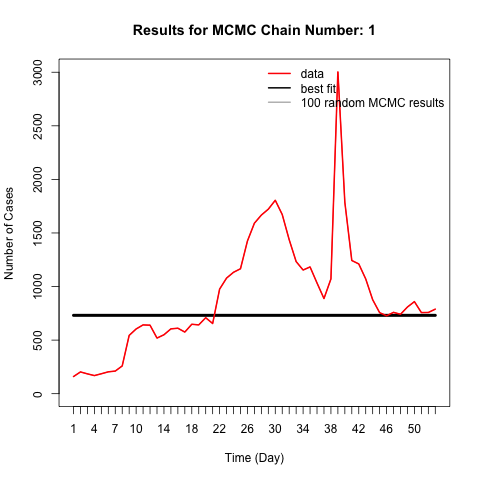 Results for MCMC Chain Number: 1
data
best fit
100 random MCMC results
Number of Cases
3000
2500
2000
1500
1000
500
0
1 4 7 10 14 18 22 26 30 34 38 42 46 50
Time (Day)